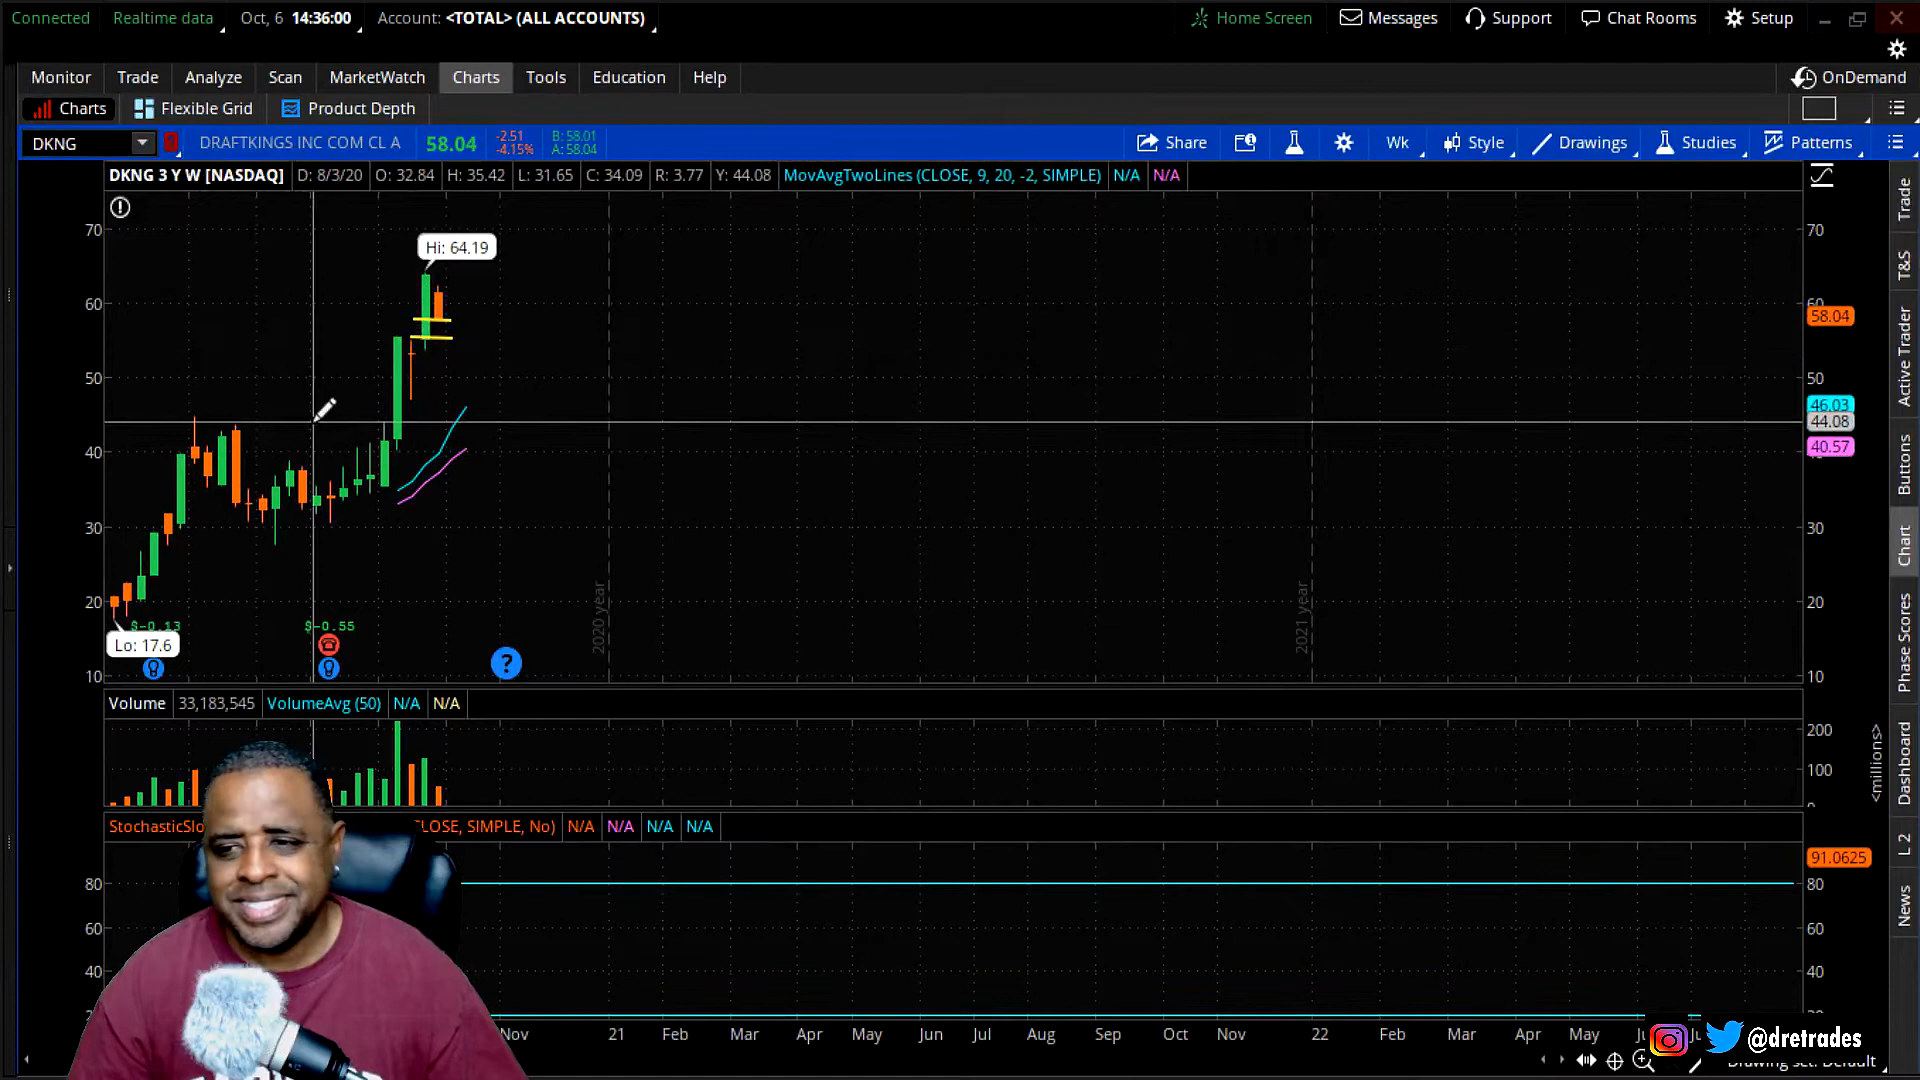 Connected Realtime data Oct, 6 14:36:00 Account: <TOTAL> (ALL ACCOUNTS) Home Screen Messages Support Chat Rooms Setup
Monitor Trade Analyze Scan MarketWatch Charts Tools Education Help OnDemand
Charts Flexible Grid Product Depth
DKNG DRAFTKINGS INC COM CL A 58.04 -2.51 -4.15% B: 58.01 A: 58.04 Share Wk Style Drawings Studies Patterns
DKNG 3 Y W [NASDAQ] D: 8/3/20 O: 32.84 H: 35.42 L: 31.65 C: 34.09 R: 3.77 Y: 44.08 MovAvgTwoLines (CLOSE, 9, 20, -2, SIMPLE) N/A N/A
70 70
Hi: 64.19
60 60
58.04
50 50
46.03
44.08
40 40.57
30 30
20 20
$-0.13 $-0.55
Lo: 17.6
10 10
?
2020 year
2021 year
Volume 33,183,545 VolumeAvg (50) N/A N/A
200
100
<millions>
StochasticSlo CLOSE, SIMPLE, No) N/A N/A N/A N/A
91.0625
80 80
60 60
40 40
Nov 21 Feb Mar Apr May Jun Jul Aug Sep Oct Nov 22 Feb Mar Apr May
@dretrades
Drawing set: Default
Trade
T&S
Active Trader
Buttons
Chart
Phase Scores
Dashboard
L 2
News